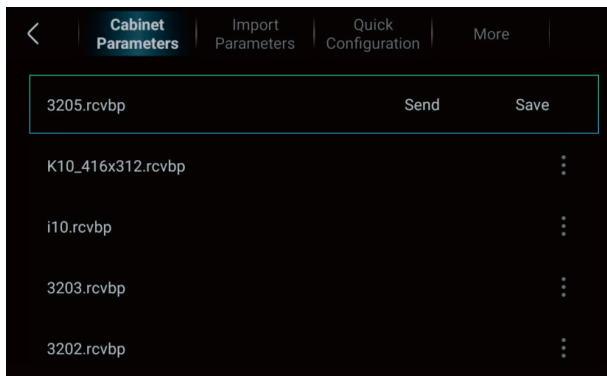 Cabinet Parameters
Import Parameters
Quick Configuration
More
3205.rcvbp
Send
Save
K10_416x312.rcvbp
i10.rcvbp
3203.rcvbp
3202.rcvbp